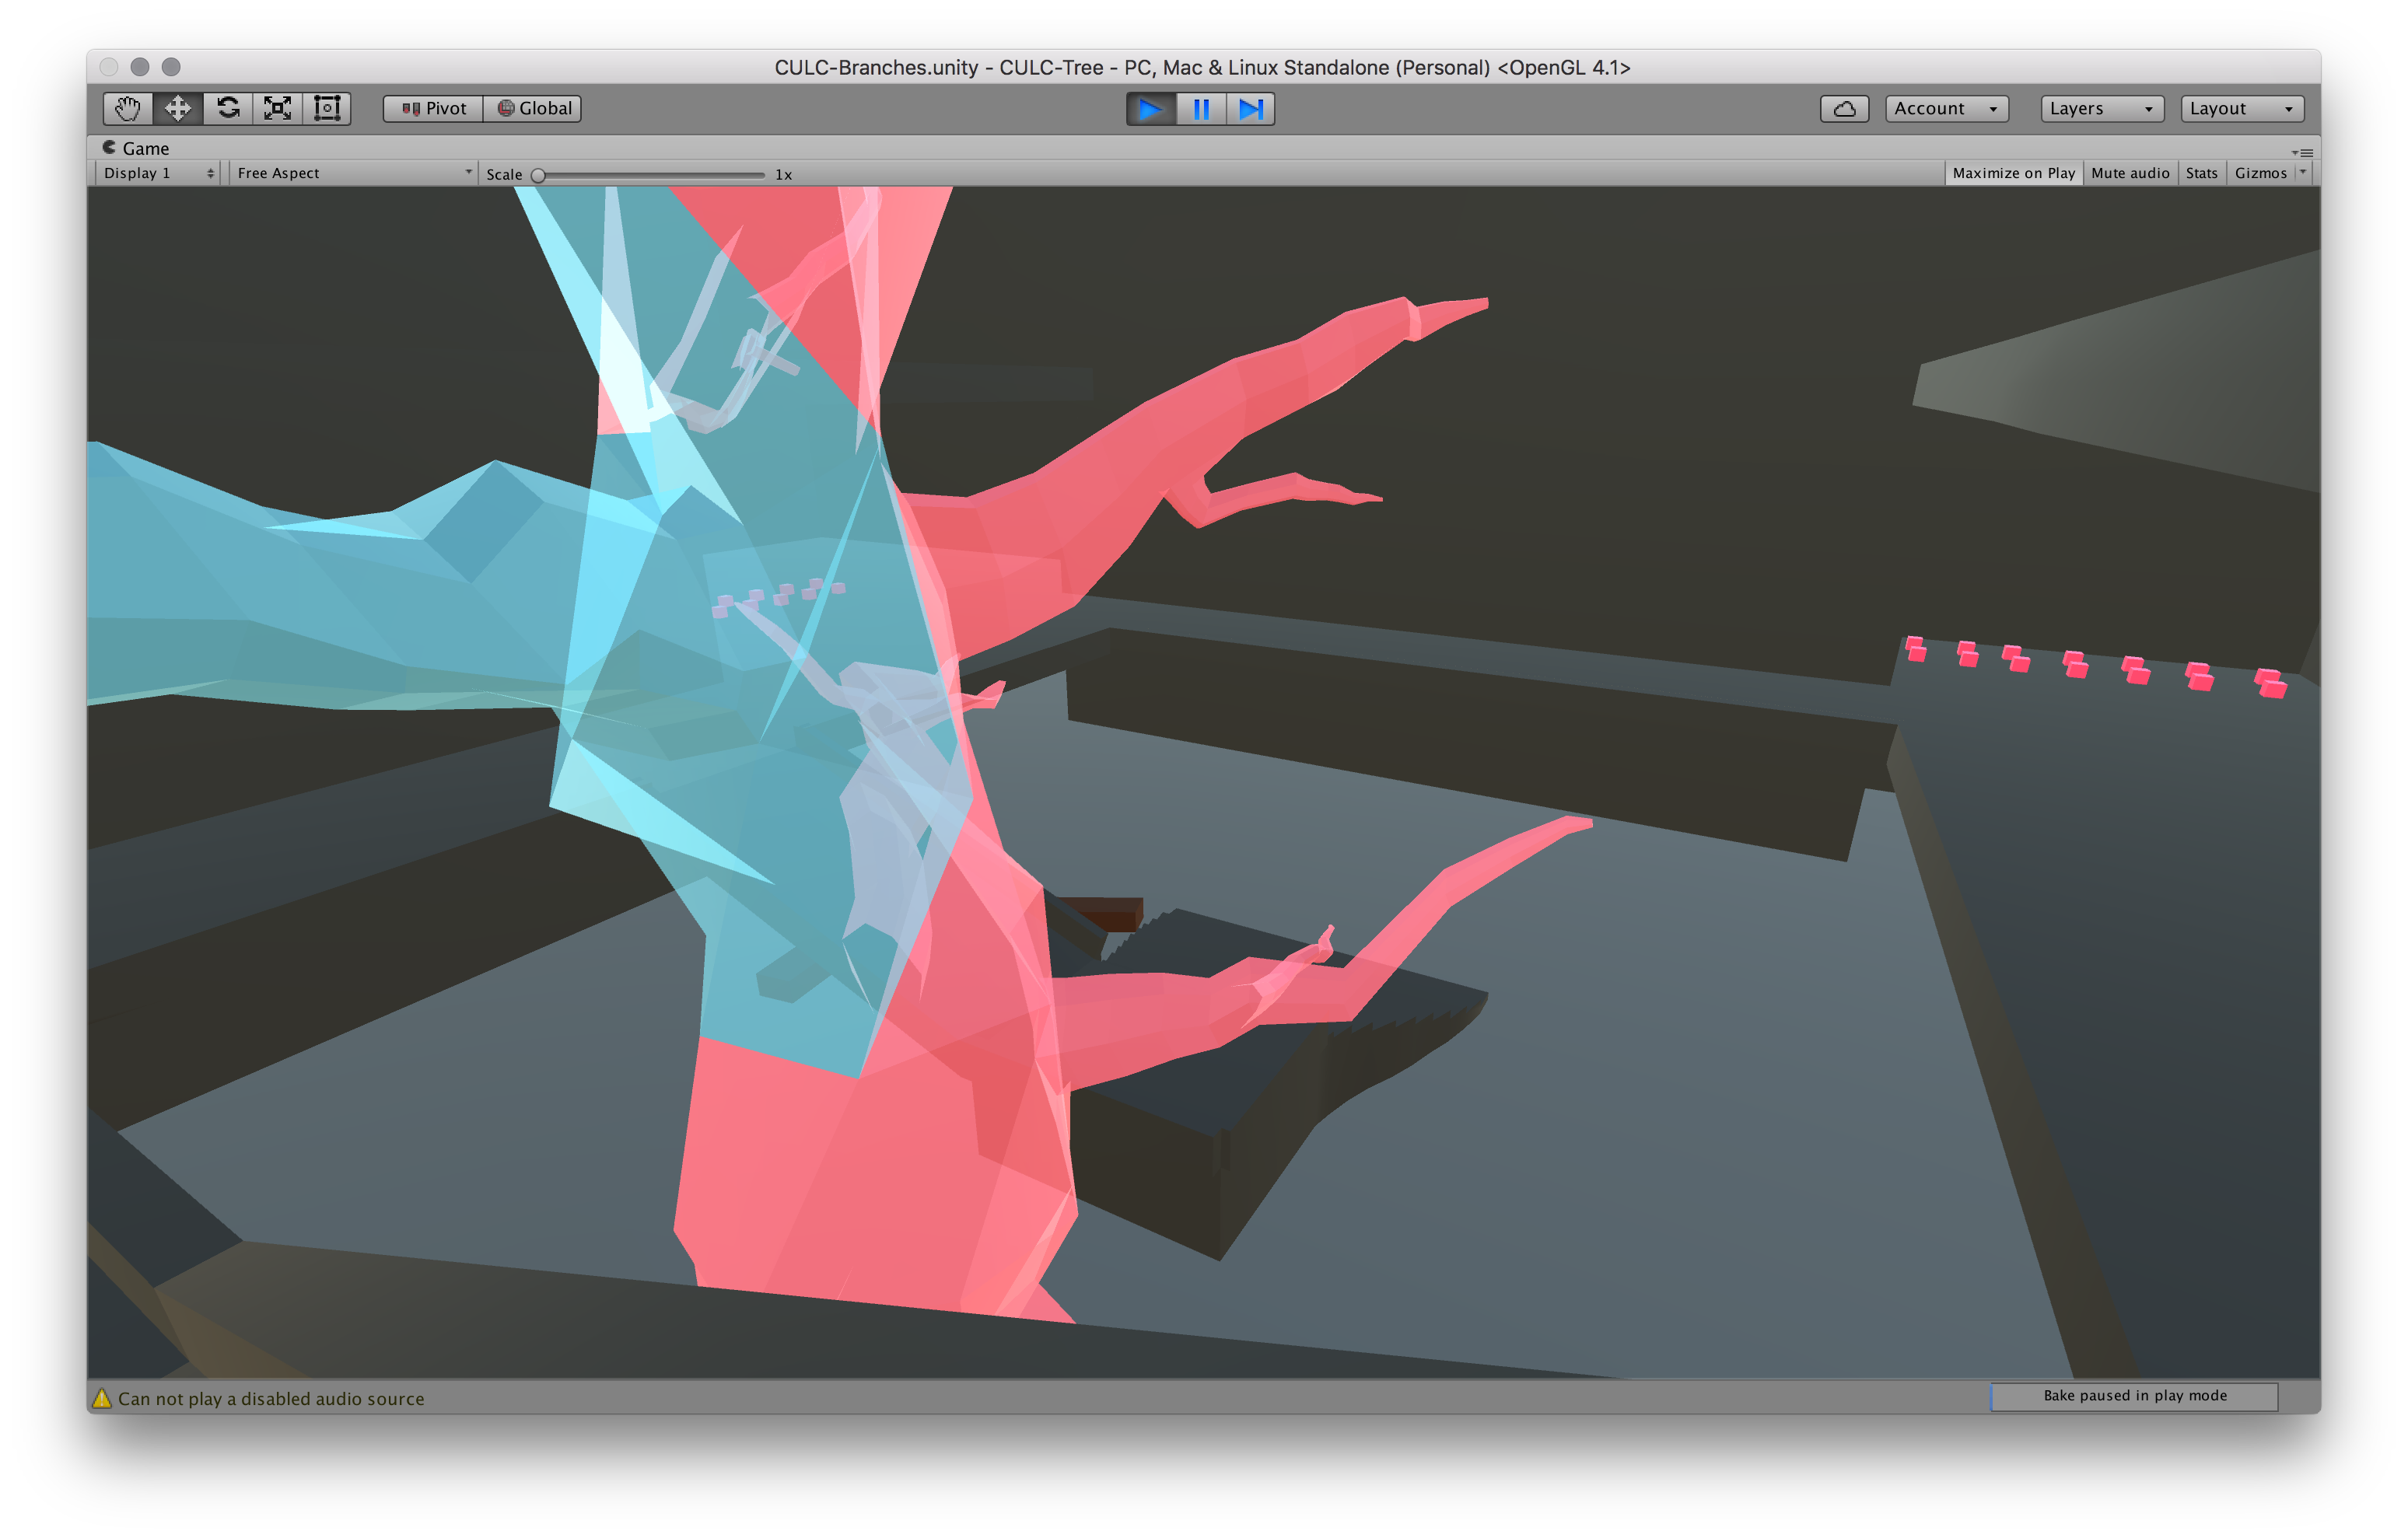 CULC-Branches.unity - CULC-Tree - PC, Mac & Linux Standalone (Personal) <OpenGL 4.1>
Pivot Global Account Layers Layout
Game
Display 1 Free Aspect Scale 1x Maximize on Play Mute audio Stats Gizmos
Can not play a disabled audio source Bake paused in play mode